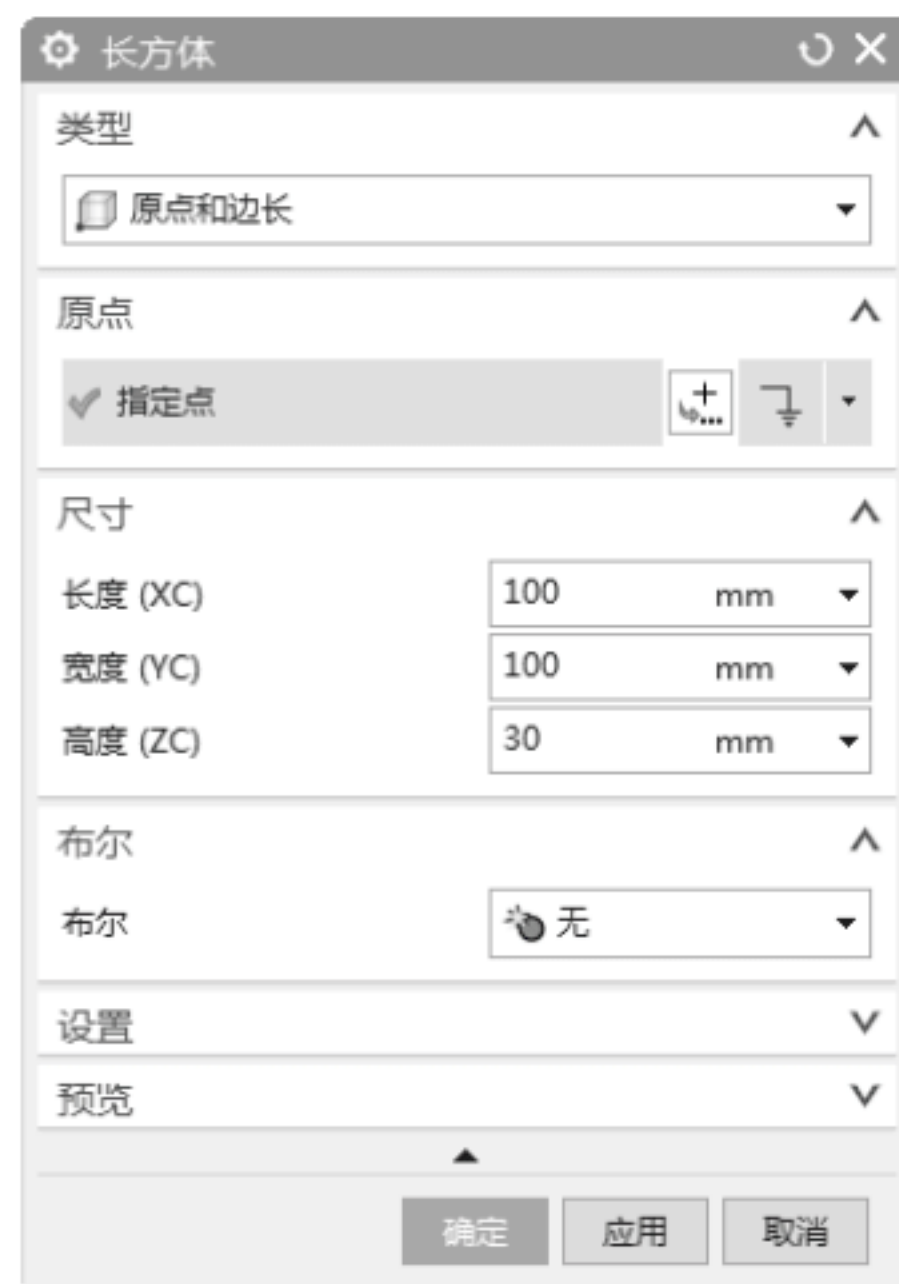 长方体
类型
原点和边长
原点
指定点
尺寸
长度 (XC) 100 mm
宽度 (YC) 100 mm
高度 (ZC) 30 mm
布尔
布尔 无
设置
预览
确定 应用 取消